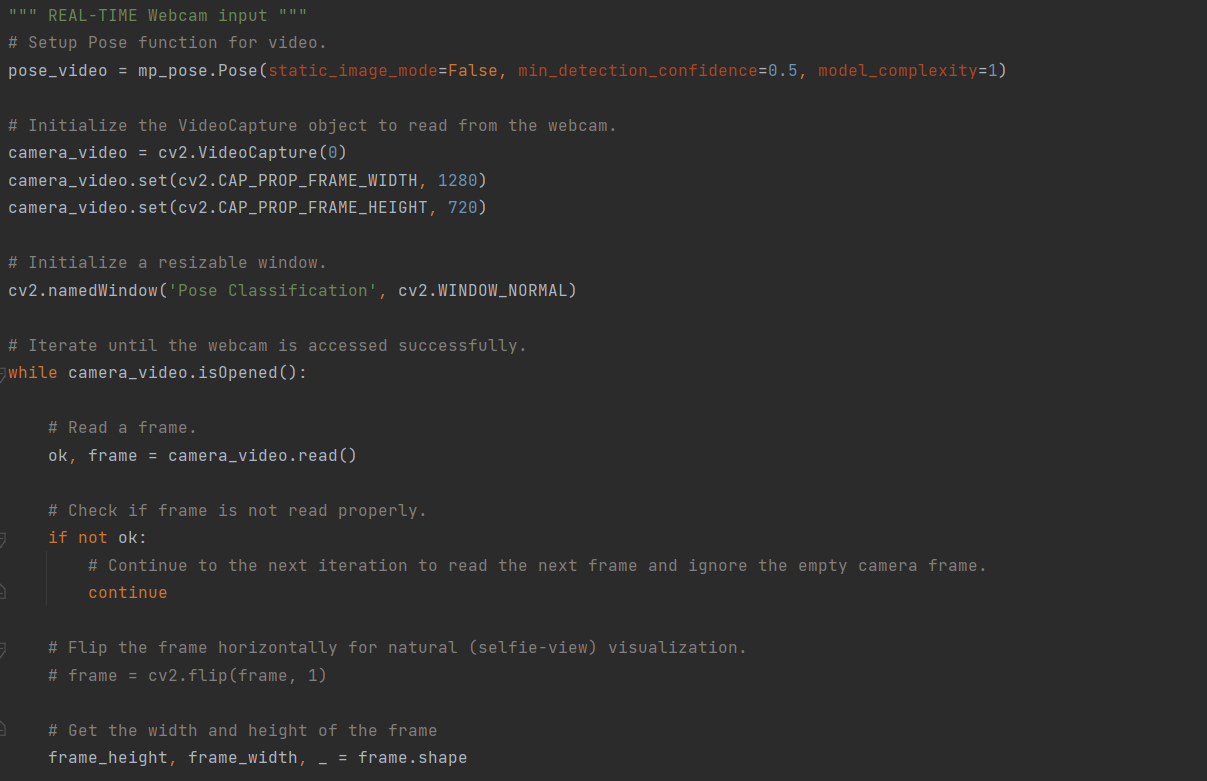 """ REAL-TIME Webcam input """
# Setup Pose function for video.
pose_video = mp_pose.Pose(static_image_mode=False, min_detection_confidence=0.5, model_complexity=1)
# Initialize the VideoCapture object to read from the webcam.
camera_video = cv2.VideoCapture(0)
camera_video.set(cv2.CAP_PROP_FRAME_WIDTH, 1280)
camera_video.set(cv2.CAP_PROP_FRAME_HEIGHT, 720)
# Initialize a resizable window.
cv2.namedWindow('Pose Classification', cv2.WINDOW_NORMAL)
# Iterate until the webcam is accessed successfully.
while camera_video.isOpened():
    # Read a frame.
    ok, frame = camera_video.read()
    # Check if frame is not read properly.
    if not ok:
        # Continue to the next iteration to read the next frame and ignore the empty camera frame.
        continue
    # Flip the frame horizontally for natural (selfie-view) visualization.
    # frame = cv2.flip(frame, 1)
    # Get the width and height of the frame
    frame_height, frame_width, _ = frame.shape